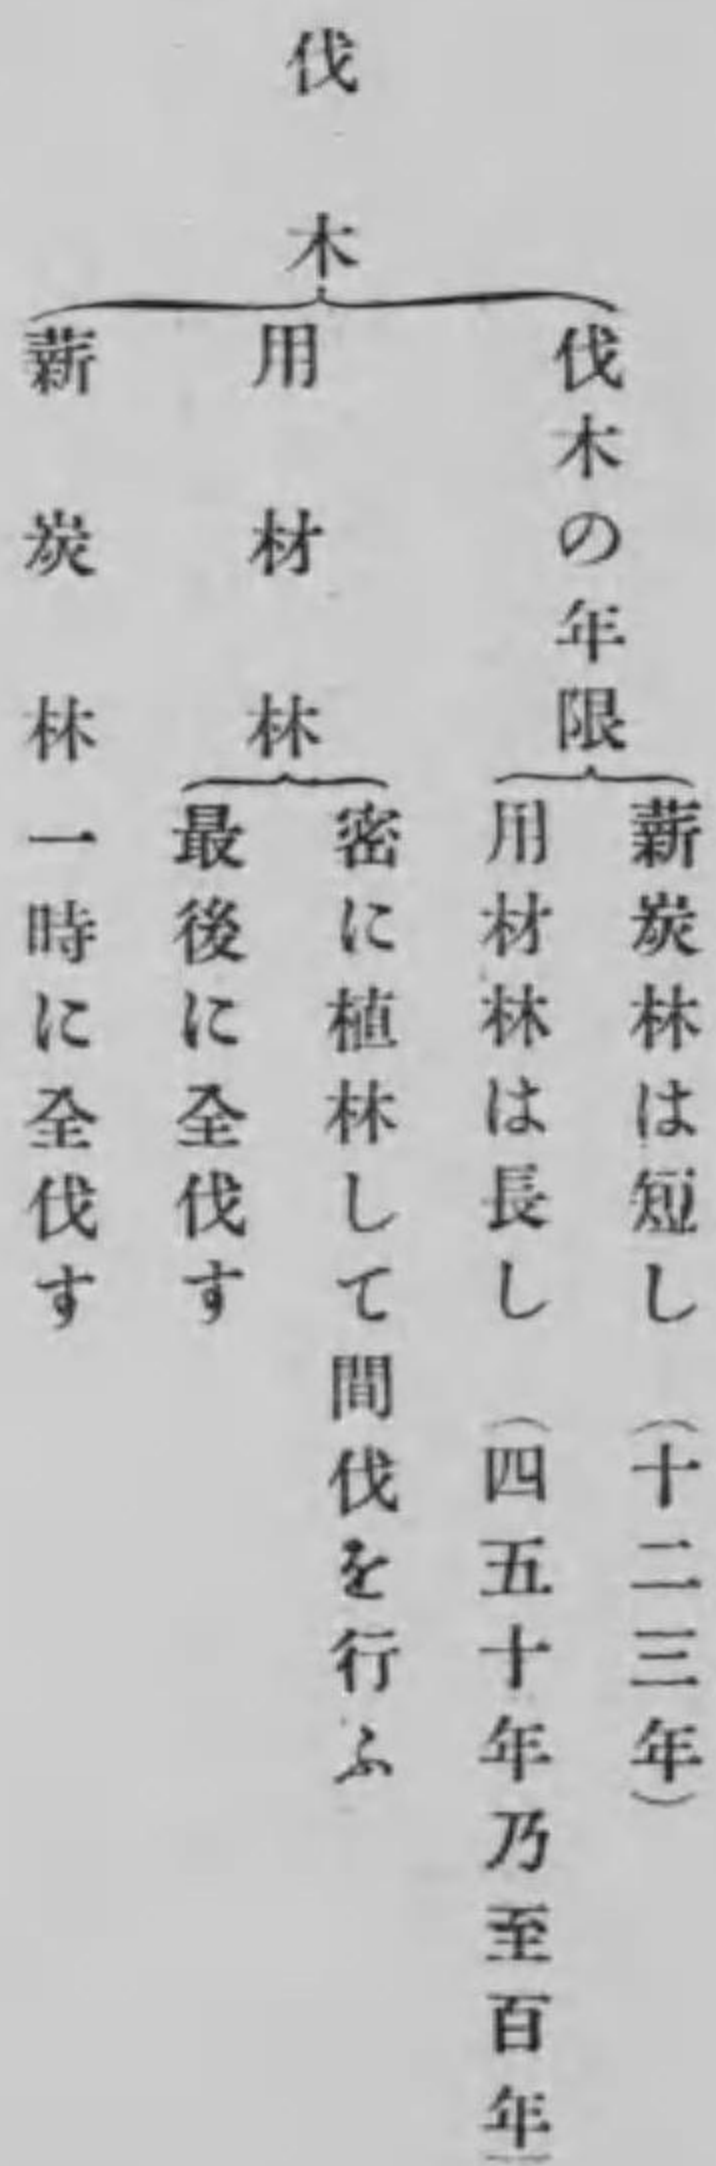 伐木
伐木の年限
薪炭林は短し（十二三年）
用材林は長し（四五十年乃至百年）
用材林
密に植林して間伐を行ふ
最後に全伐す
薪炭林 一時に全伐す